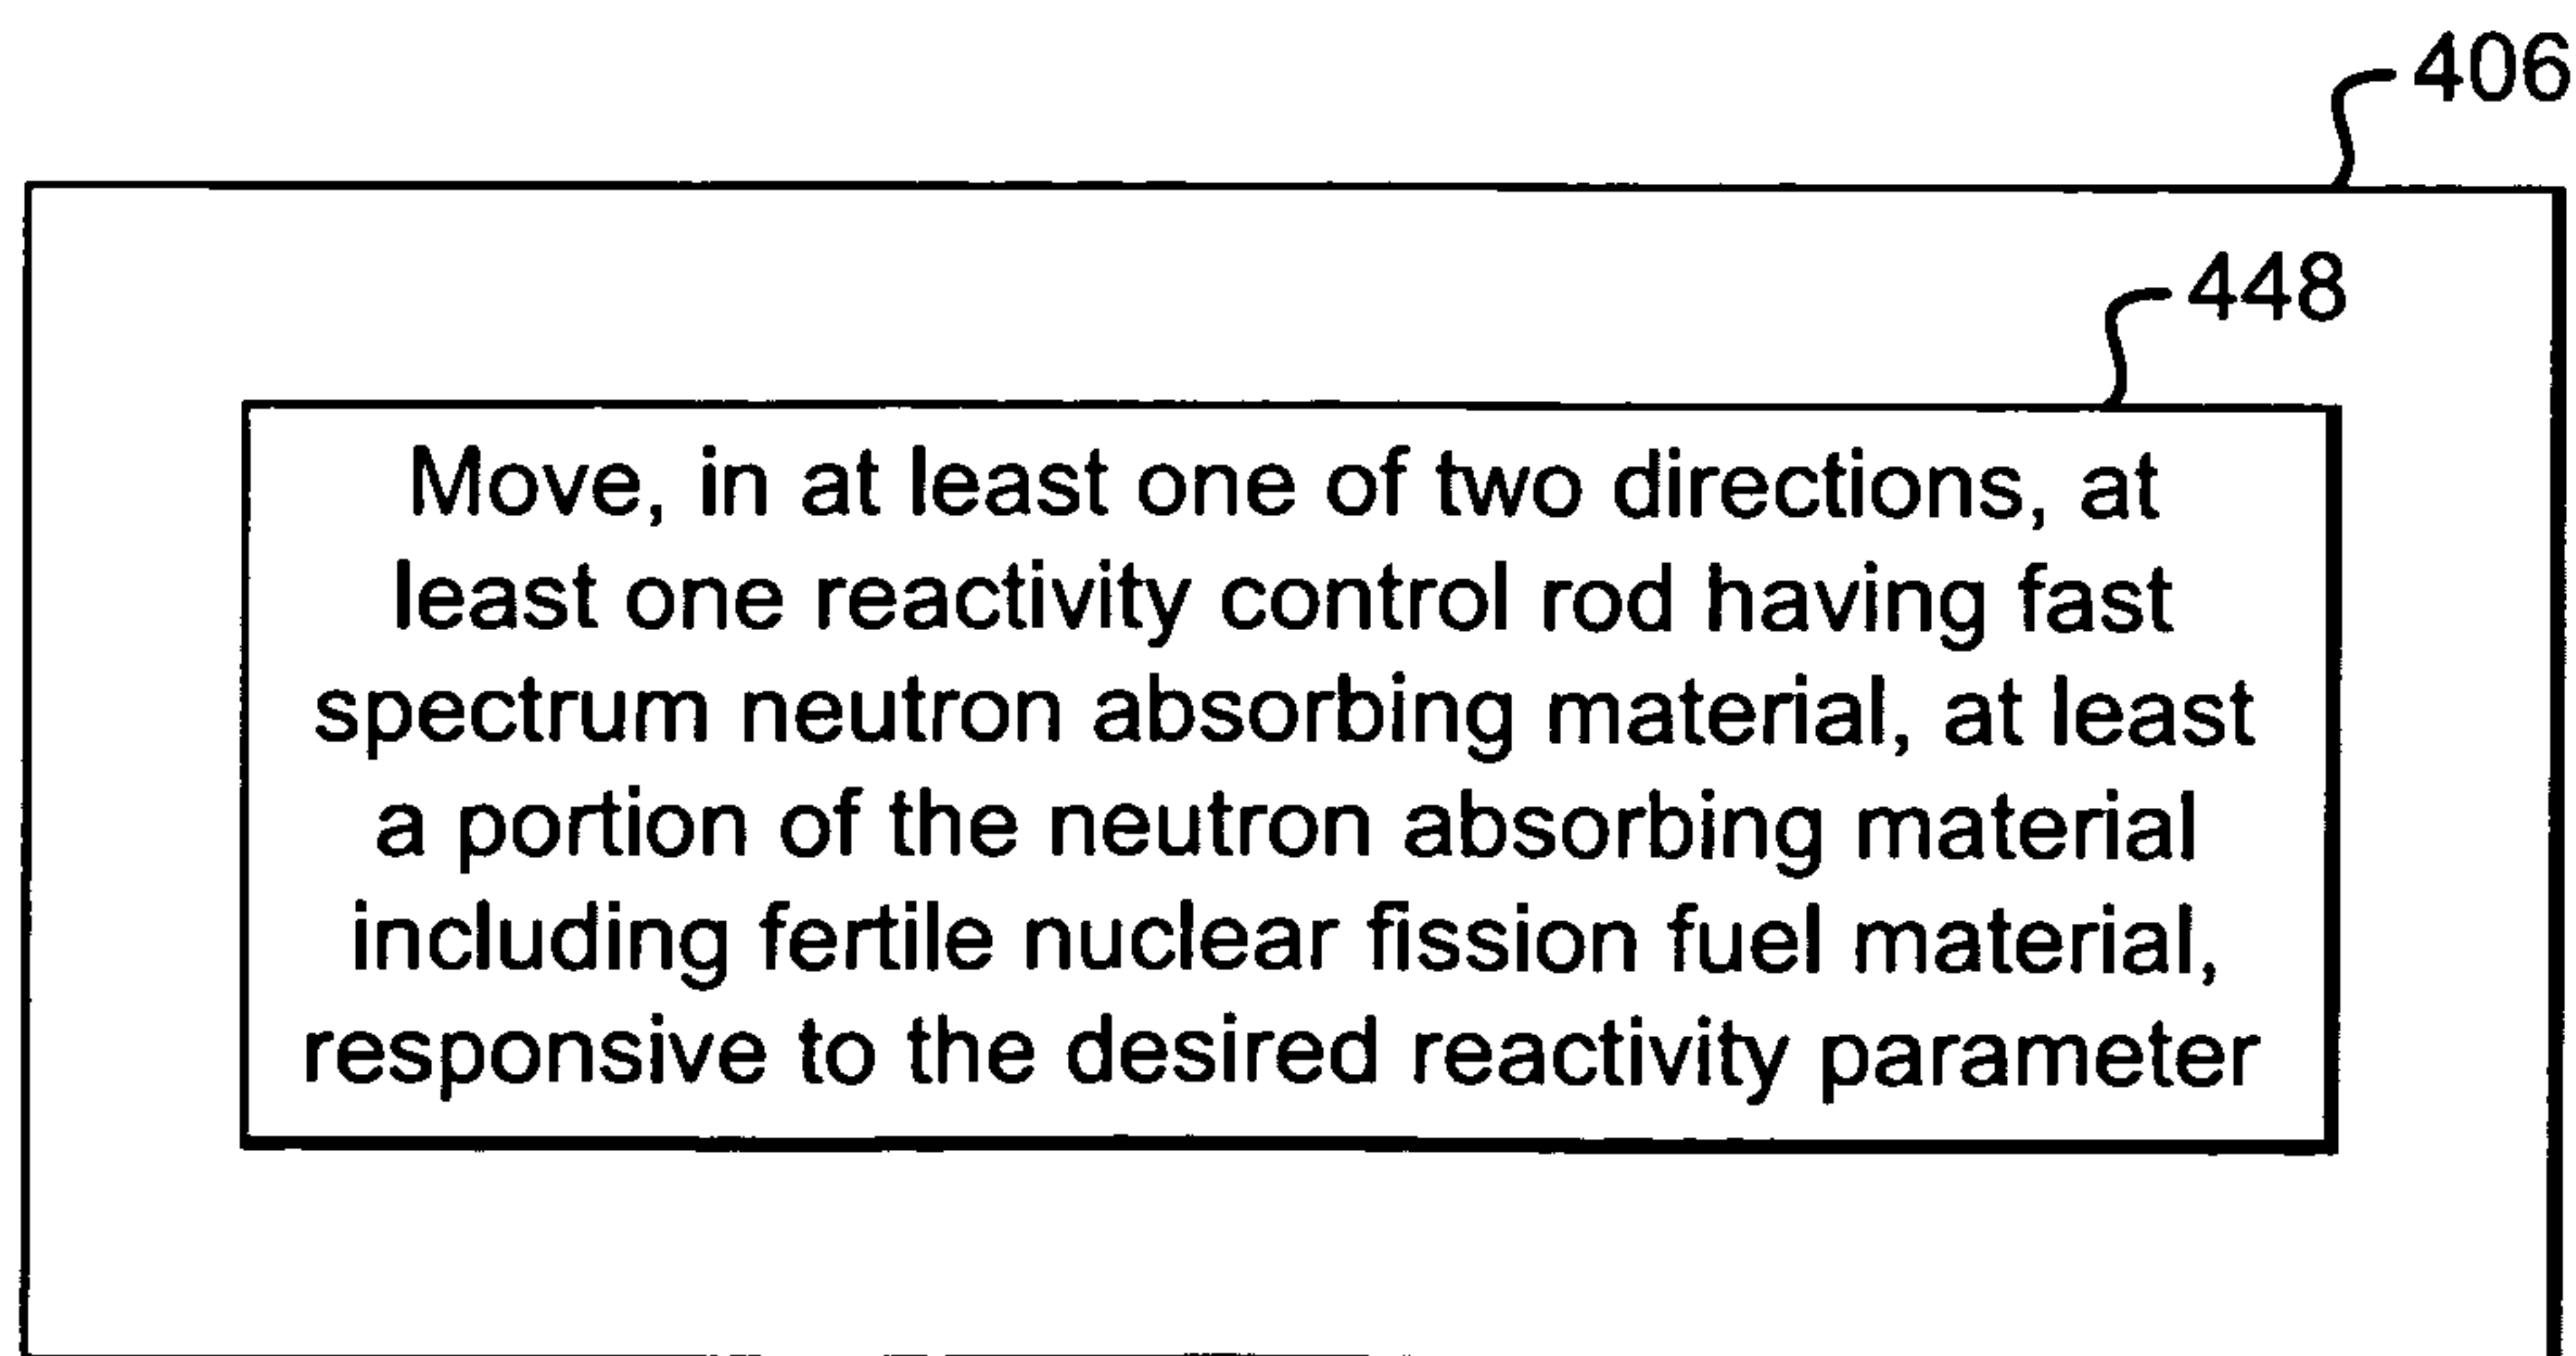 406
448
Move, in at least one of two directions, at
least one reactivity control rod having fast
spectrum neutron absorbing material, at least
a portion of the neutron absorbing material
including fertile nuclear fission fuel material,
responsive to the desired reactivity parameter